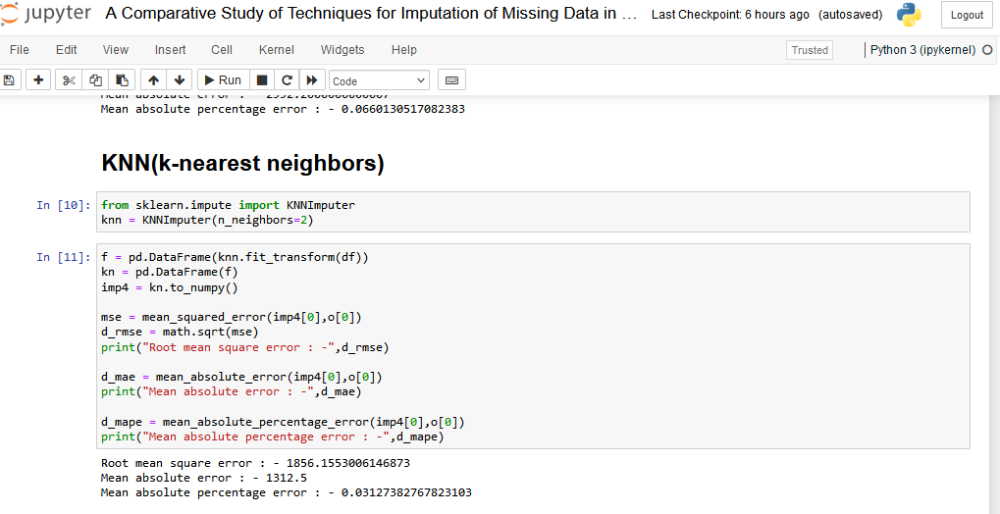 jupyter A Comparative Study of Techniques for Imputation of Missing Data in ... Last Checkpoint: 6 hours ago (autosaved) Logout
File Edit View Insert Cell Kernel Widgets Help Trusted Python 3 (ipykernel)
Run Code
Mean absolute error : - 2992.2000000000007
Mean absolute percentage error : - 0.0660130517082383
KNN(k-nearest neighbors)
In [10]: from sklearn.impute import KNNImputer
knn = KNNImputer(n_neighbors=2)
In [11]: f = pd.DataFrame(knn.fit_transform(df))
kn = pd.DataFrame(f)
imp4 = kn.to_numpy()
mse = mean_squared_error(imp4[0],o[0])
d_rmse = math.sqrt(mse)
print("Root mean square error : -",d_rmse)
d_mae = mean_absolute_error(imp4[0],o[0])
print("Mean absolute error : -",d_mae)
d_mape = mean_absolute_percentage_error(imp4[0],o[0])
print("Mean absolute percentage error : -",d_mape)
Root mean square error : - 1856.1553006146873
Mean absolute error : - 1312.5
Mean absolute percentage error : - 0.03127382767823103